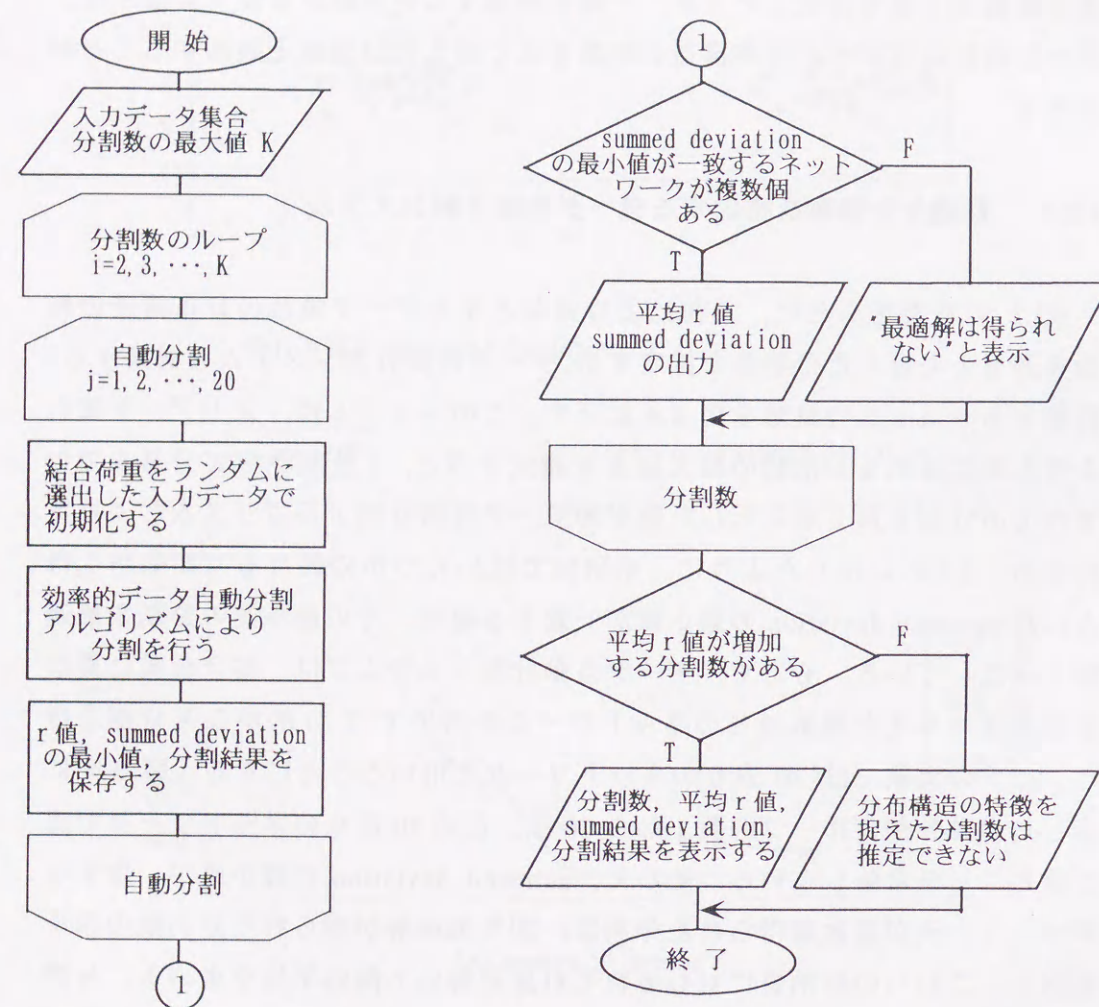 開 始
入力データ集合
分割数の最大値 K
分割数のループ
i=2,3,・・・,K
自動分割
j=1,2,・・・,20
結合荷重をランダムに
選出した入力データで
初期化する
効率的データ自動分割
アルゴリズムにより
分割を行う
r値, summed deviation
の最小値, 分割結果を
保存する
自動分割
1
1
summed deviation
の最小値が一致するネット
ワークが複数個
ある
F
T
平均r値
summed deviation
の出力
最適解は得られ
ない”と表示
分割数
平均r値が増加
する分割数がある
F
T
分割数, 平均r値,
summed deviation,
分割結果を表示する
分布構造の特徴を
捉えた分割数は
推定できない
終 了